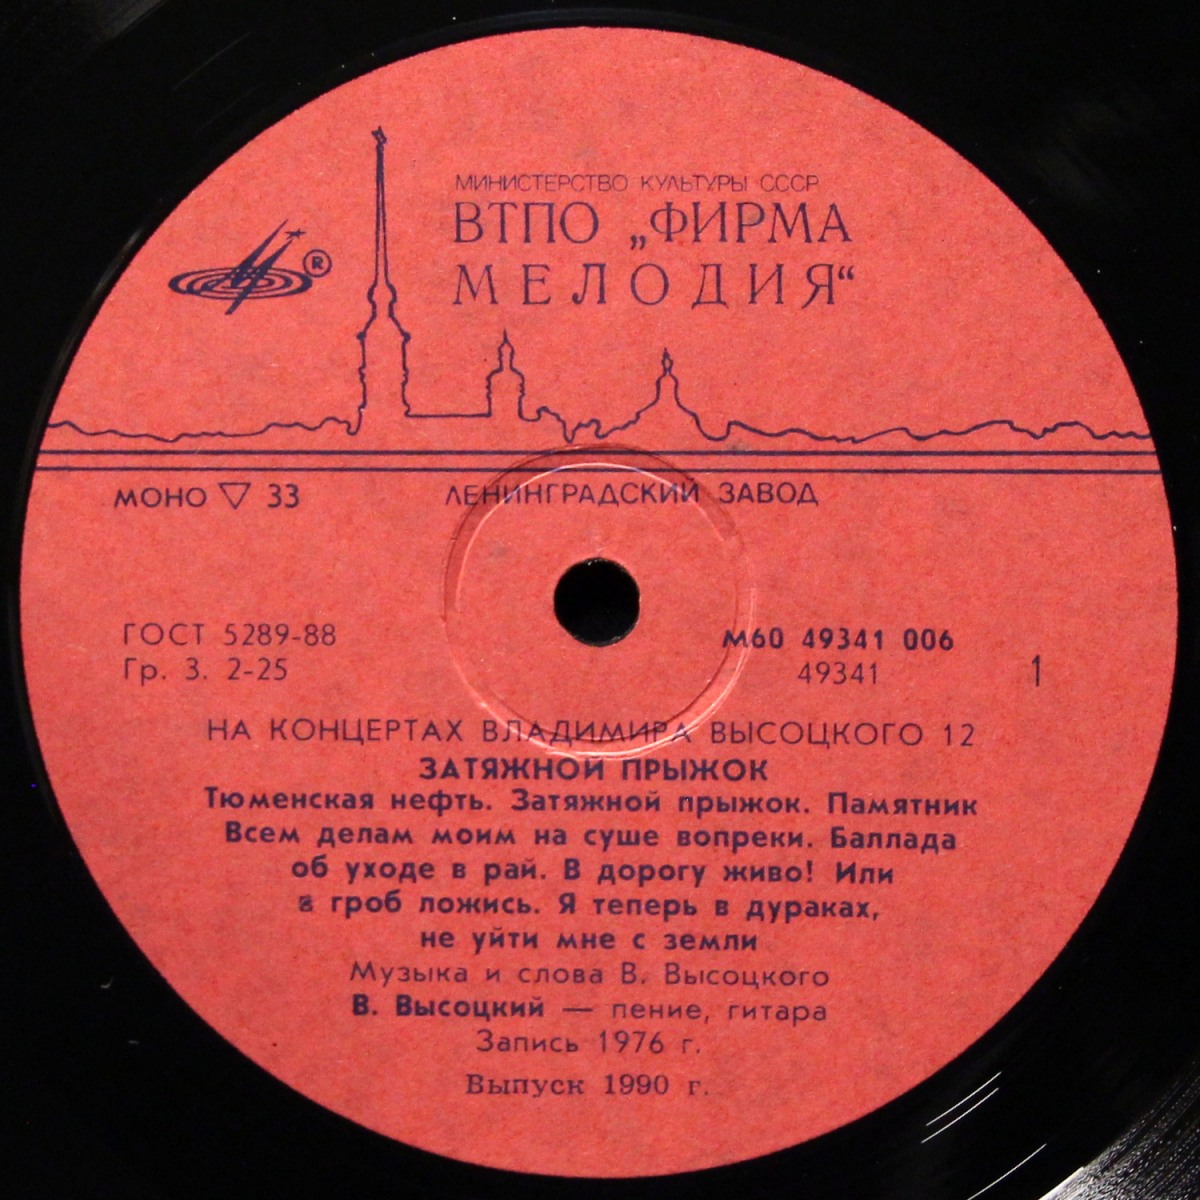 МИНИСТЕРСТВО КУЛЬТУРЫ СССР
ВТПО „ФИРМА
МЕЛОДИЯ“
®
МОНО ▽ 33
ЛЕНИНГРАДСКИЙ ЗАВОД
ГОСТ 5289-88
Гр. 3. 2-25
М60 49341 006
49341
1
НА КОНЦЕРТАХ ВЛАДИМИРА ВЫСОЦКОГО 12
ЗАТЯЖНОЙ ПРЫЖОК
Тюменская нефть. Затяжной прыжок. Памятник
Всем делам моим на суше вопреки. Баллада
об уходе в рай. В дорогу живо! Или
в гроб ложись. Я теперь в дураках,
не уйти мне с земли
Музыка и слова В. Высоцкого
В. Высоцкий — пение, гитара
Запись 1976 г.
Выпуск 1990 г.